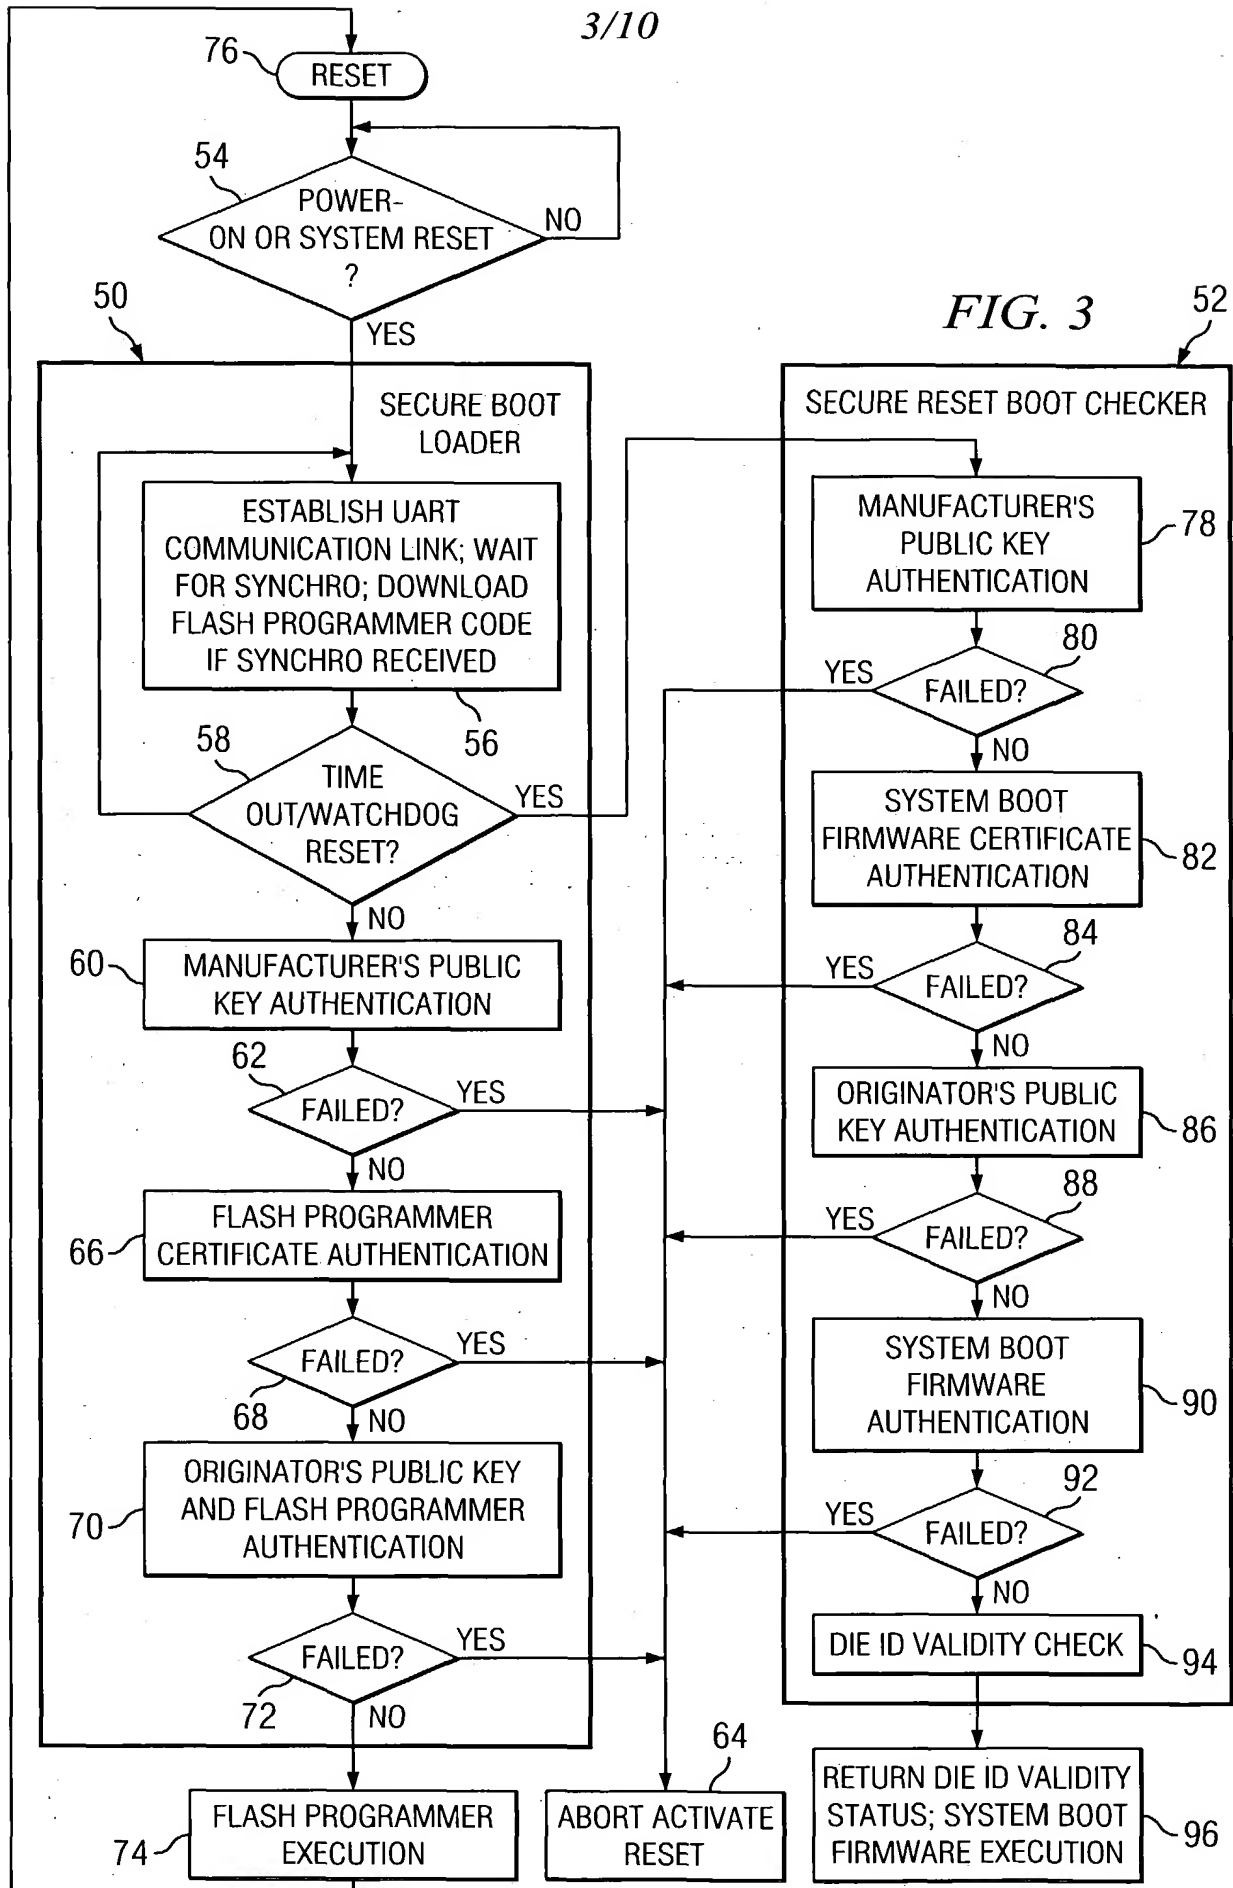 3/10
76
RESET
54
POWER-
ON OR SYSTEM RESET
?
NO
YES
50
SECURE BOOT
LOADER
ESTABLISH UART
COMMUNICATION LINK; WAIT
FOR SYNCHRO; DOWNLOAD
FLASH PROGRAMMER CODE
IF SYNCHRO RECEIVED
56
58
TIME
OUT/WATCHDOG
RESET?
YES
NO
60
MANUFACTURER'S PUBLIC
KEY AUTHENTICATION
62
FAILED?
YES
NO
66
FLASH PROGRAMMER
CERTIFICATE AUTHENTICATION
FAILED?
YES
68
NO
70
ORIGINATOR'S PUBLIC KEY
AND FLASH PROGRAMMER
AUTHENTICATION
FAILED?
YES
72
NO
74
FLASH PROGRAMMER
EXECUTION
64
ABORT ACTIVATE
RESET
FIG. 3
52
SECURE RESET BOOT CHECKER
MANUFACTURER'S
PUBLIC KEY
AUTHENTICATION
78
80
YES
FAILED?
NO
SYSTEM BOOT
FIRMWARE CERTIFICATE
AUTHENTICATION
82
84
YES
FAILED?
NO
ORIGINATOR'S PUBLIC
KEY AUTHENTICATION
86
88
YES
FAILED?
NO
SYSTEM BOOT
FIRMWARE
AUTHENTICATION
90
92
YES
FAILED?
NO
DIE ID VALIDITY CHECK
94
RETURN DIE ID VALIDITY
STATUS; SYSTEM BOOT
FIRMWARE EXECUTION
96